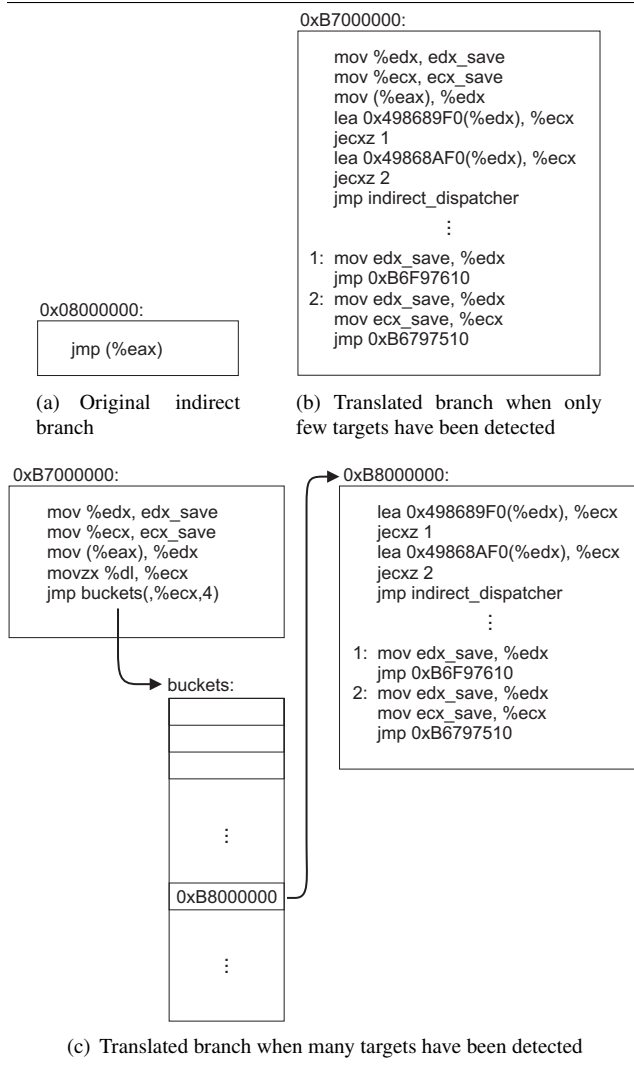 0xB7000000:
mov %edx, edx_save
mov %ecx, ecx_save
mov (%eax), %edx
lea 0x498689F0(%edx), %ecx
jecxz 1
lea 0x49868AF0(%edx), %ecx
jecxz 2
jmp indirect_dispatcher
⋮
1: mov edx_save, %edx
jmp 0xB6F97610
2: mov edx_save, %edx
mov ecx_save, %ecx
jmp 0xB6797510
0x08000000:
jmp (%eax)
(a) Original indirect
branch
(b) Translated branch when only
few targets have been detected
0xB7000000:
mov %edx, edx_save
mov %ecx, ecx_save
mov (%eax), %edx
movzx %dl, %ecx
jmp buckets(,%ecx,4)
buckets:
⋮
0xB8000000
⋮
0xB8000000:
lea 0x498689F0(%edx), %ecx
jecxz 1
lea 0x49868AF0(%edx), %ecx
jecxz 2
jmp indirect_dispatcher
⋮
1: mov edx_save, %edx
jmp 0xB6F97610
2: mov edx_save, %edx
mov ecx_save, %ecx
jmp 0xB6797510
(c) Translated branch when many targets have been detected